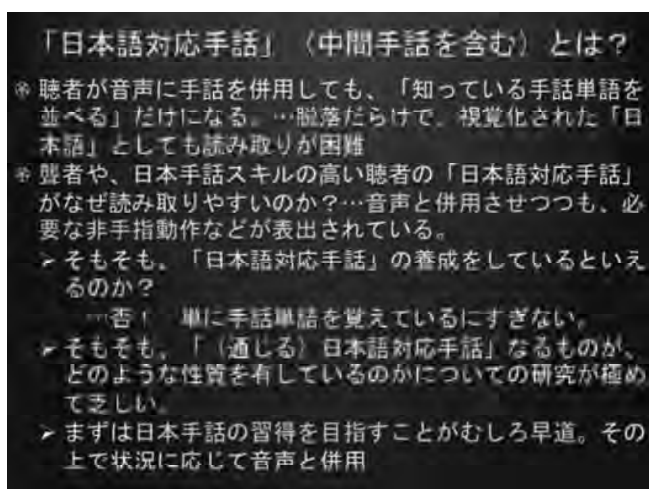 「日本語対応手話」（中間手話を含む）とは？
聴者が音声に手話を併用しても、「知っている手話単語を
並べる」だけになる。…脱落だらけで、視覚化された「日
本語」としても読み取りが困難
聾者や、日本手話スキルの高い聴者の「日本語対応手話」
がなぜ読み取りやすいのか？…音声と併用させつつも、必
要な非手指動作などが表出されている。
➢そもそも、「日本語対応手話」の養成をしているといえ
るのか？
…否！　単に手話単語を覚えているにすぎない。
➢そもそも、「（通じる）日本語対応手話」なるものが、
どのような性質を有しているのかについての研究が極め
て乏しい。
➢まずは日本手話の習得を目指すことがむしろ早道。その
上で状況に応じて音声と併用